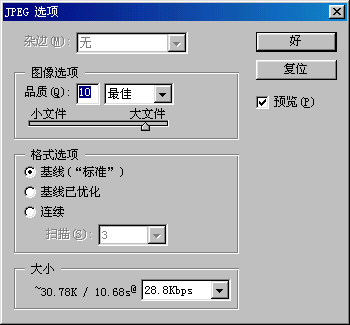 JPEG 选项
杂边(M): 无
好
图像选项
复位
品质(Q): 10 最佳
预览(P)
小文件 大文件
格式选项
基线(“标准”)
基线已优化
连续
扫描(S): 3
大小
~30.78K / 10.68s@ 28.8Kbps